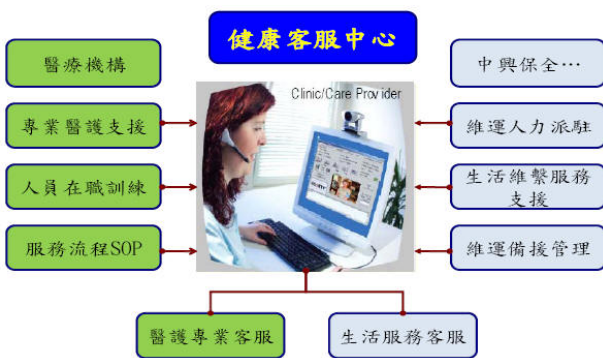 健康客服中心
醫療機構
中興保全…
Clinic/Care Provider
專業醫護支援
維運人力派駐
人員在職訓練
生活維繫服務
支援
服務流程SOP
維運備援管理
醫護專業客服
生活服務客服